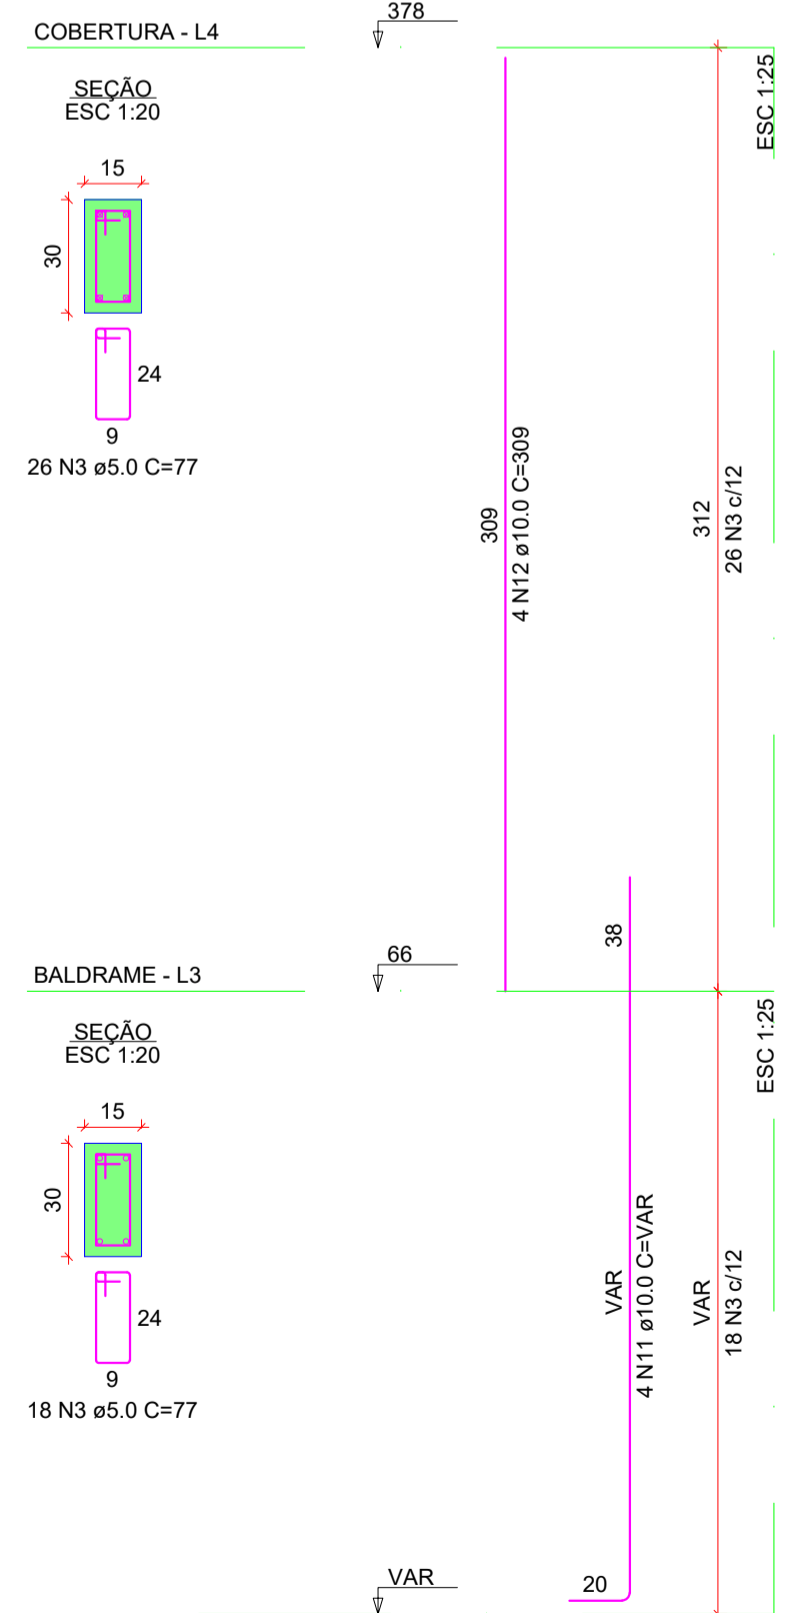 COBERTURA - L4
378
SEÇÃO
ESC 1:20
ESC 1:25
15
30
24
9
26 N3 ø5.0 C=77
309
4 N12 ø10.0 C=309
312
26 N3 c/12
38
BALDRAME - L3
66
SEÇÃO
ESC 1:20
ESC 1:25
15
30
24
9
18 N3 ø5.0 C=77
VAR
4 N11 ø10.0 C=VAR
VAR
18 N3 c/12
VAR
20